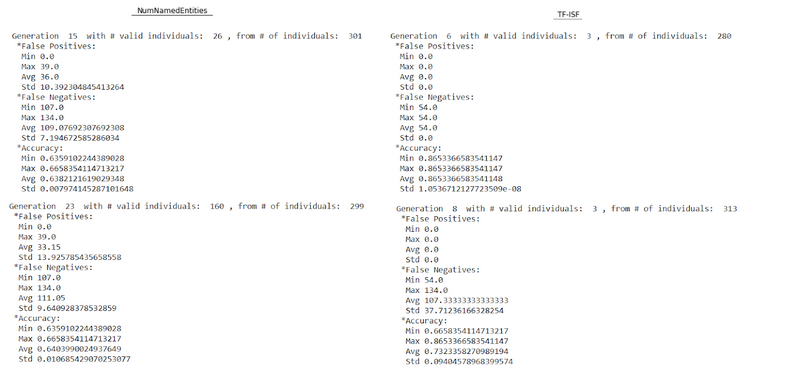 NumNamedEntities
Generation 15 with # valid individuals: 26 , from # of individuals: 301
*False Positives:
Min 0.0
Max 39.0
Avg 36.0
Std 10.392304845413264
*False Negatives:
Min 107.0
Max 134.0
Avg 109.07692307692308
Std 7.194672585286034
*Accuracy:
Min 0.6359102244389028
Max 0.6658354114713217
Avg 0.6382121619029348
Std 0.007974145287101648
Generation 23 with # valid individuals: 160 , from # of individuals: 299
*False Positives:
Min 0.0
Max 39.0
Avg 33.15
Std 13.925785435658558
*False Negatives:
Min 107.0
Max 134.0
Avg 111.05
Std 9.640928378532859
*Accuracy:
Min 0.6359102244389028
Max 0.6658354114713217
Avg 0.6403990024937649
Std 0.010685429070253077
TF-ISF
Generation 6 with # valid individuals: 3 , from # of individuals: 280
*False Positives:
Min 0.0
Max 0.0
Avg 0.0
Std 0.0
*False Negatives:
Min 54.0
Max 54.0
Avg 54.0
Std 0.0
*Accuracy:
Min 0.8653366583541147
Max 0.8653366583541147
Avg 0.8653366583541148
Std 1.0536712127723509e-08
Generation 8 with # valid individuals: 3 , from # of individuals: 313
*False Positives:
Min 0.0
Max 0.0
Avg 0.0
Std 0.0
*False Negatives:
Min 54.0
Max 134.0
Avg 107.33333333333333
Std 37.71236166328254
*Accuracy:
Min 0.6658354114713217
Max 0.8653366583541147
Avg 0.7323358270989194
Std 0.09404578968399574